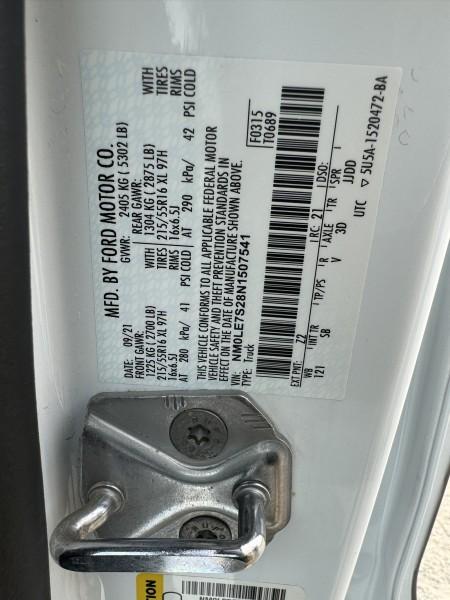 MFD. BY FORD MOTOR CO.
DATE: 09/21 GVWR: 2405 KG ( 5302 LB)
FRONT GAWR: REAR GAWR: WITH
1225 KG ( 2700 LB) 1304 KG ( 2875 LB) TIRES
215/55R16 XL 97H TIRES 215/55R16 XL 97H RIMS
16x6.5J RIMS 16x6.5J PSI COLD
AT 280 kPa/ 41 PSI COLD AT 290 kPa/ 42
THIS VEHICLE CONFORMS TO ALL APPLICABLE FEDERAL MOTOR
VEHICLE SAFETY AND THEFT PREVENTION STANDARDS IN
EFFECT ON THE DATE OF MANUFACTURE SHOWN ABOVE.
VIN: NM0LE7S28N1507541
TYPE: Truck
F0315
T0689
EXT PNT: Z2 RC: 21 DSO:
WB INT TR TP/PS R AXLE TR SPR
121 SB V 3D JJDD
UTC ▽ 5U5A-1520472-BA